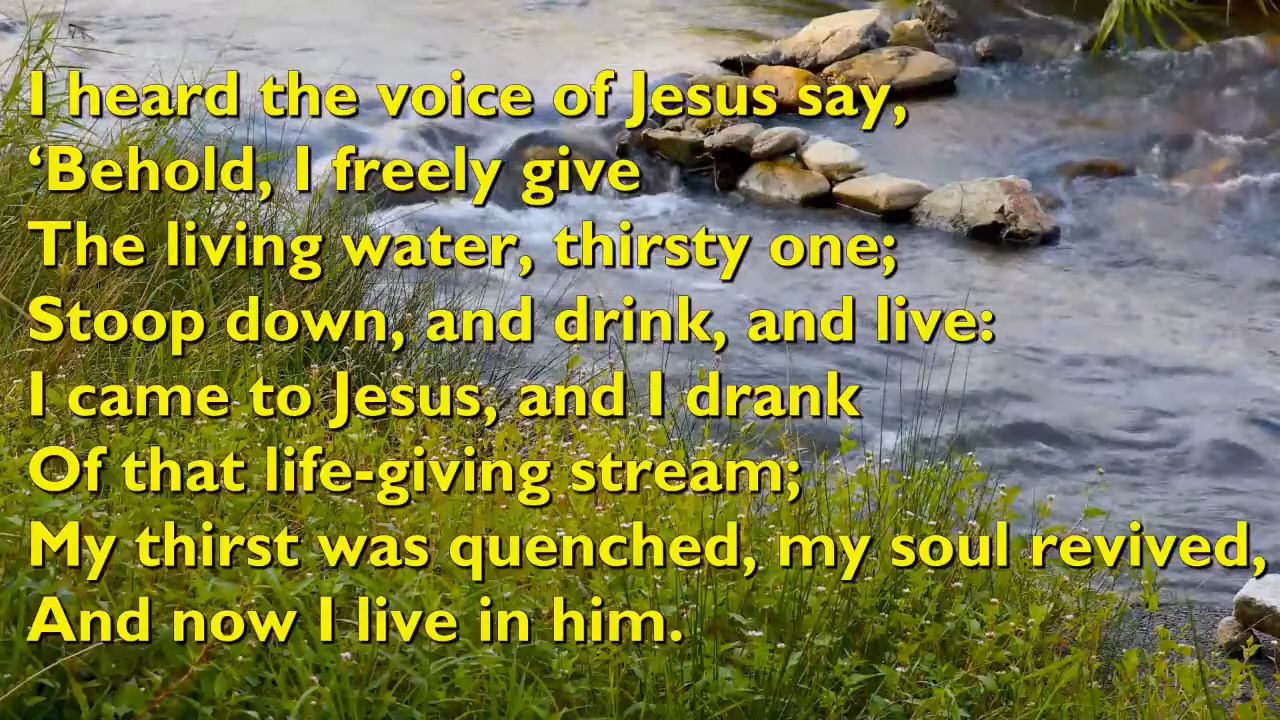 I heard the voice of Jesus say,
‘Behold, I freely give
The living water, thirsty one;
Stoop down, and drink, and live:
I came to Jesus, and I drank
Of that life-giving stream;
My thirst was quenched, my soul revived,
And now I live in him.